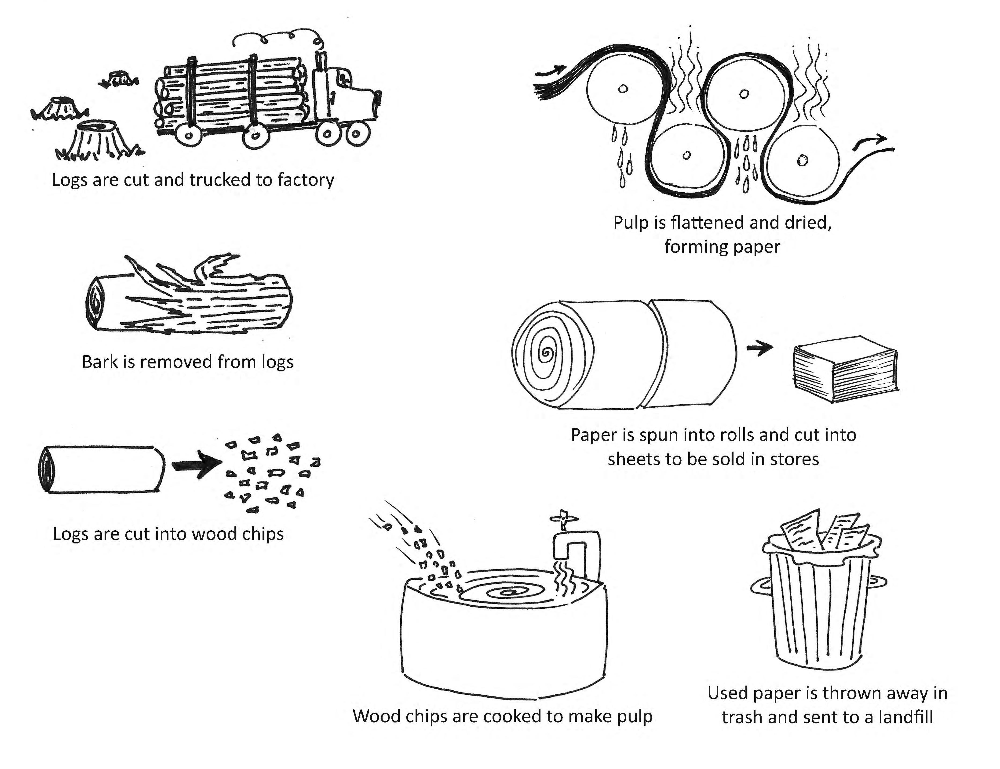 Logs are cut and trucked to factory
Bark is removed from logs
Logs are cut into wood chips
Wood chips are cooked to make pulp
Pulp is flattened and dried,
forming paper
Paper is spun into rolls and cut into
sheets to be sold in stores
Used paper is thrown away in
trash and sent to a landfill